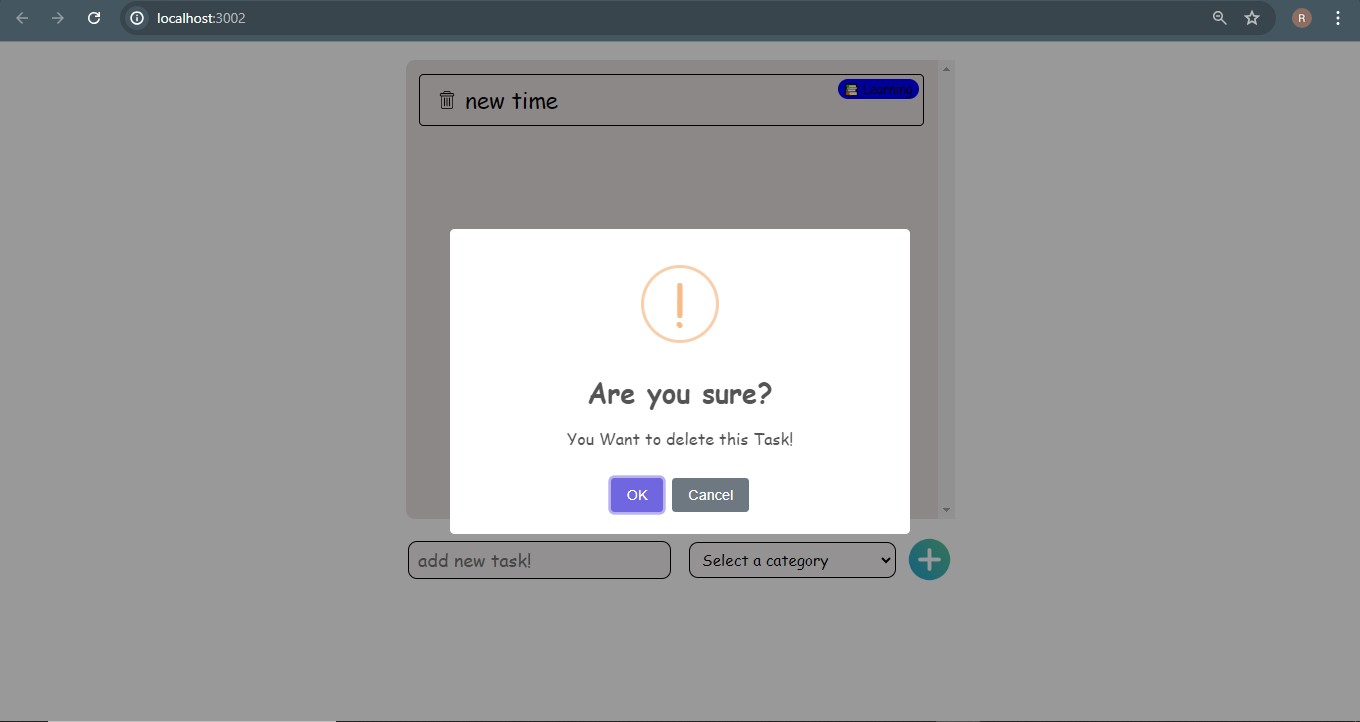 localhost:3002
R
Learning
new time
Are you sure?
You Want to delete this Task!
OK Cancel
add new task! Select a category